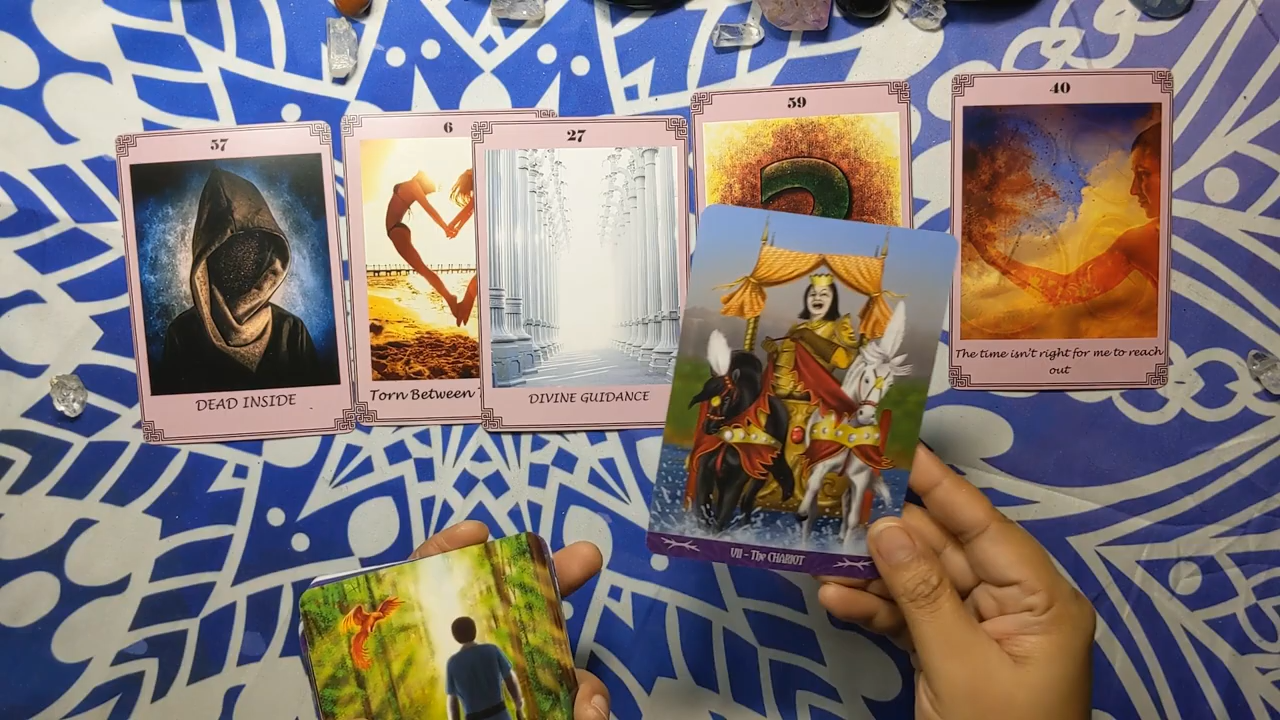 57
DEAD INSIDE
6
Torn Between
27
DIVINE GUIDANCE
59
40
The time isn't right for me to reach
out
VII - The CHARIOT